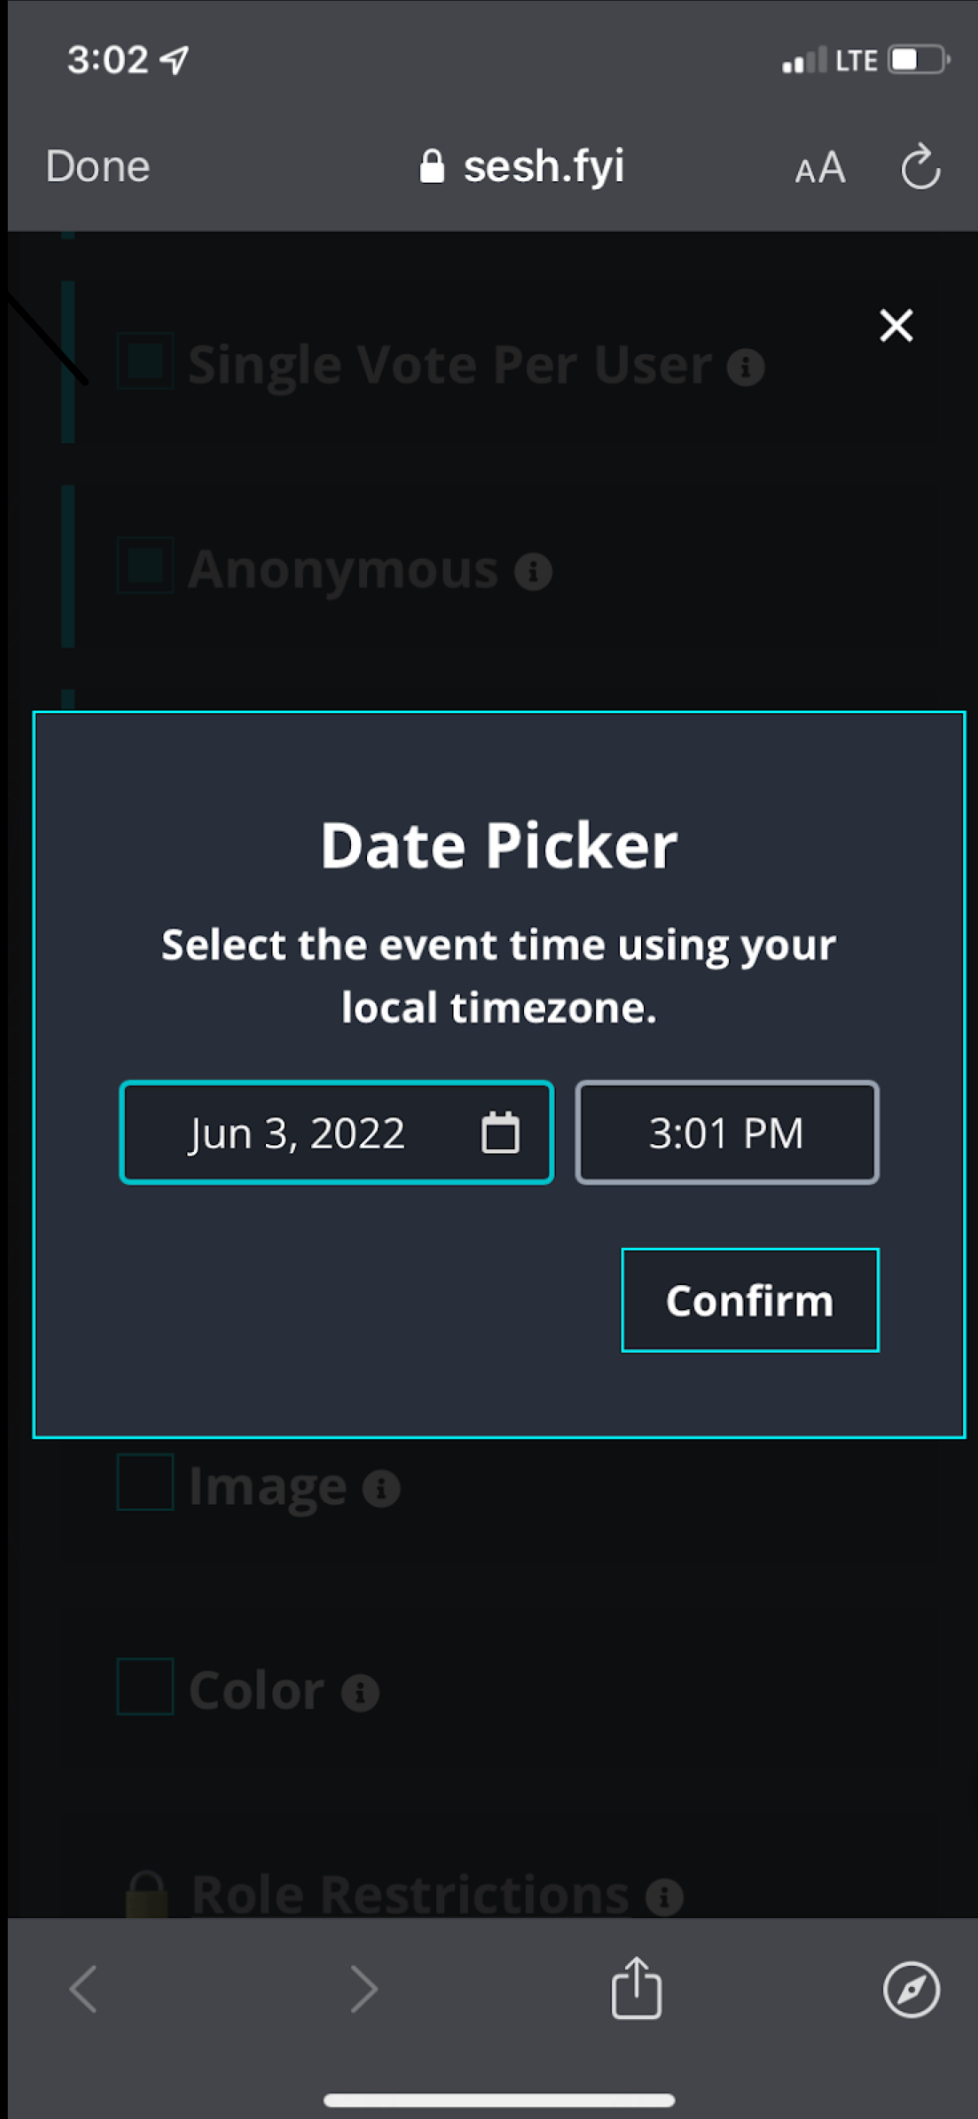 3:02 LTE
Done sesh.fyi AA
Single Vote Per User
Anonymous
Date Picker
Select the event time using your
local timezone.
Jun 3, 2022 3:01 PM
Confirm
Image
Color
Role Restrictions